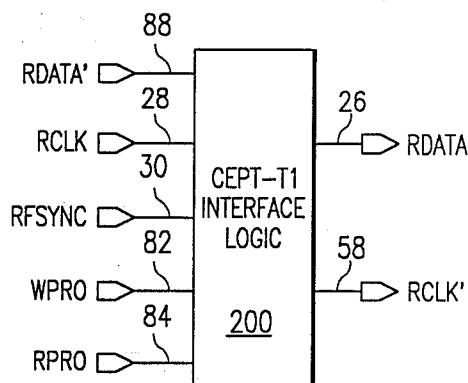 88
RDATA'
28
RCLK
26
RDATA
30
RFSYNC
CEPT-T1
INTERFACE
LOGIC
82
WPRO
58
RCLK'
84
RPRO
200